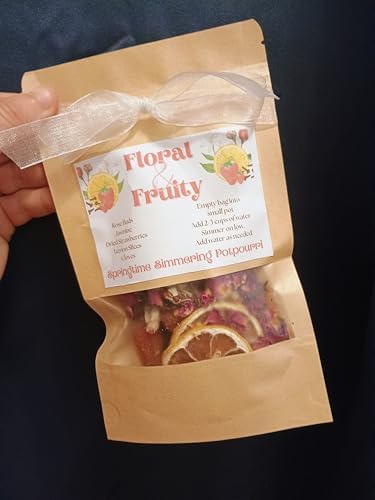 Floral
&
Fruity
Rose Buds
Jasmine
Dried Strawberries
Lemon Slices
Cloves
Empty bag into
small pot
Add 2-3 cups of water
Simmer on low,
Add water as needed
Springtime Simmering Potpourri